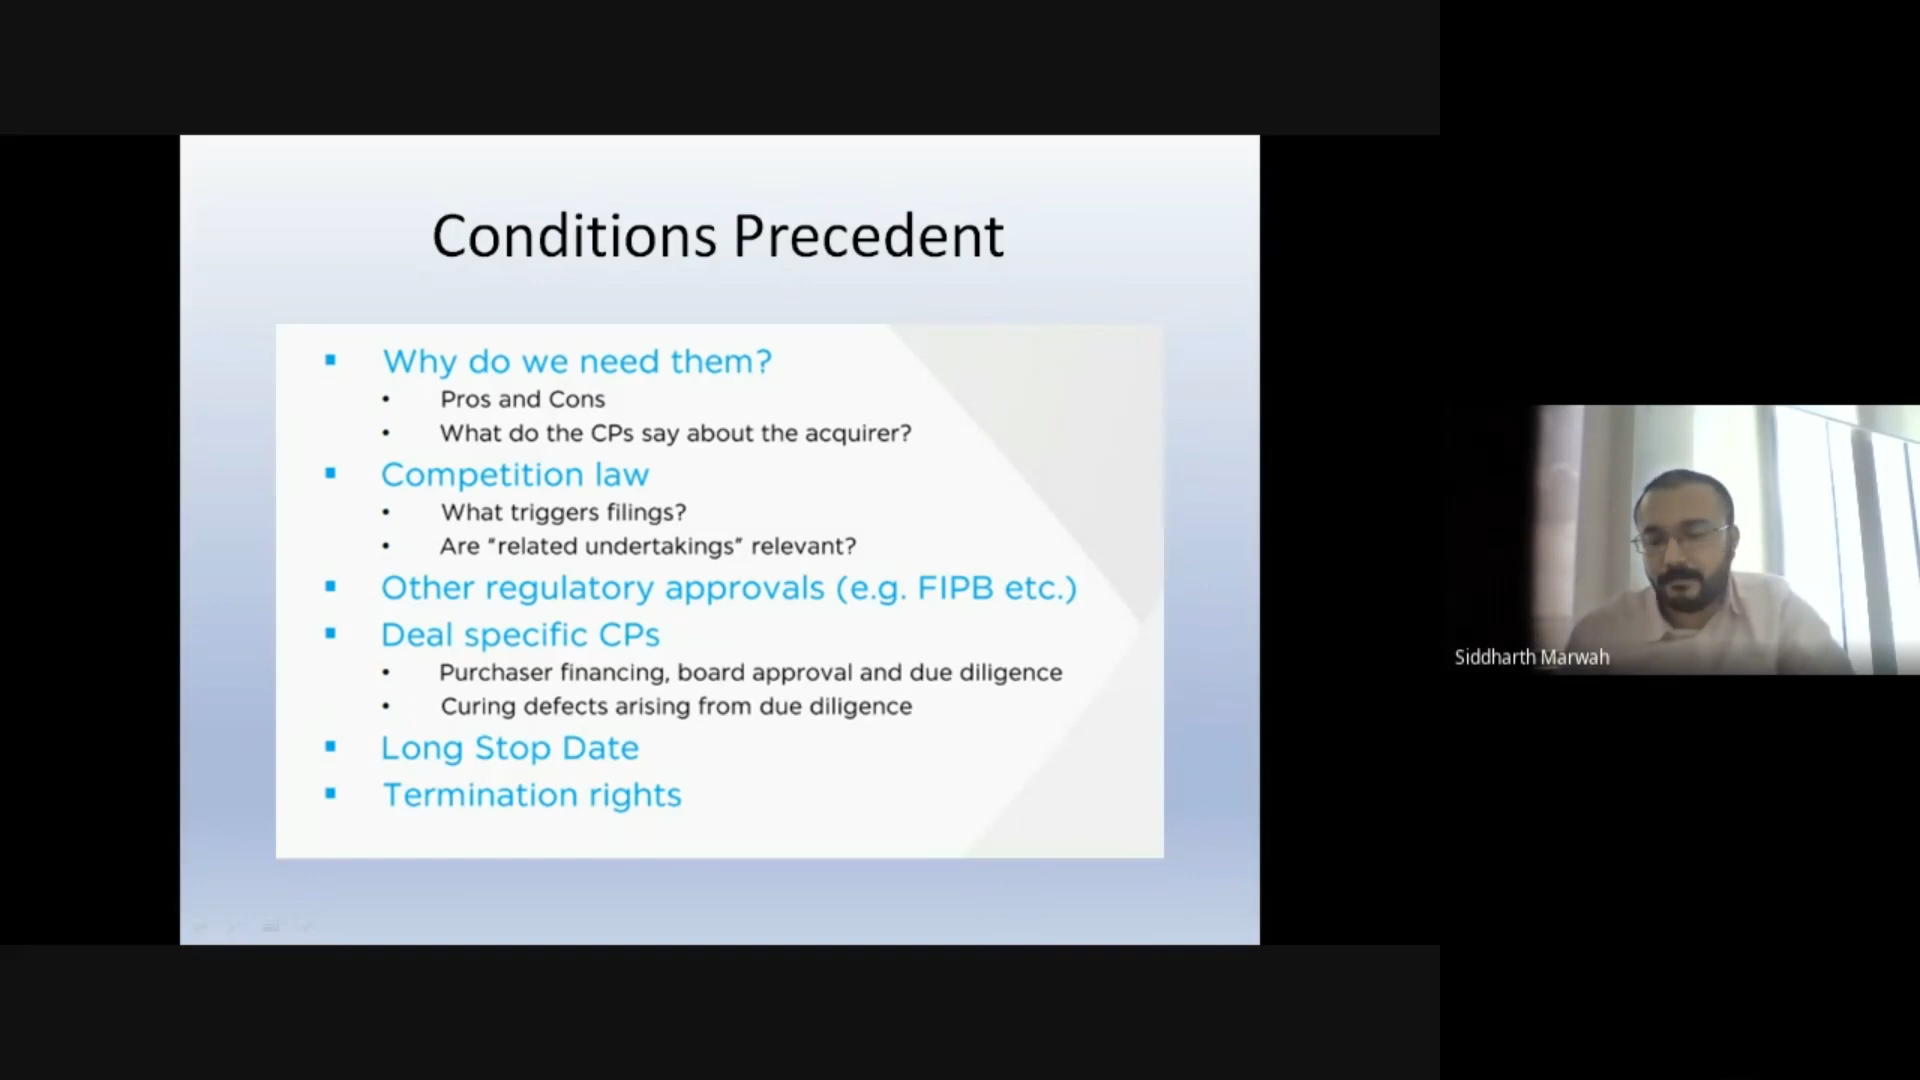 Conditions Precedent
▪ Why do we need them?
• Pros and Cons
• What do the CPs say about the acquirer?
▪ Competition law
• What triggers filings?
• Are "related undertakings" relevant?
▪ Other regulatory approvals (e.g. FIPB etc.)
▪ Deal specific CPs
• Purchaser financing, board approval and due diligence
• Curing defects arising from due diligence
▪ Long Stop Date
▪ Termination rights
Siddharth Marwah